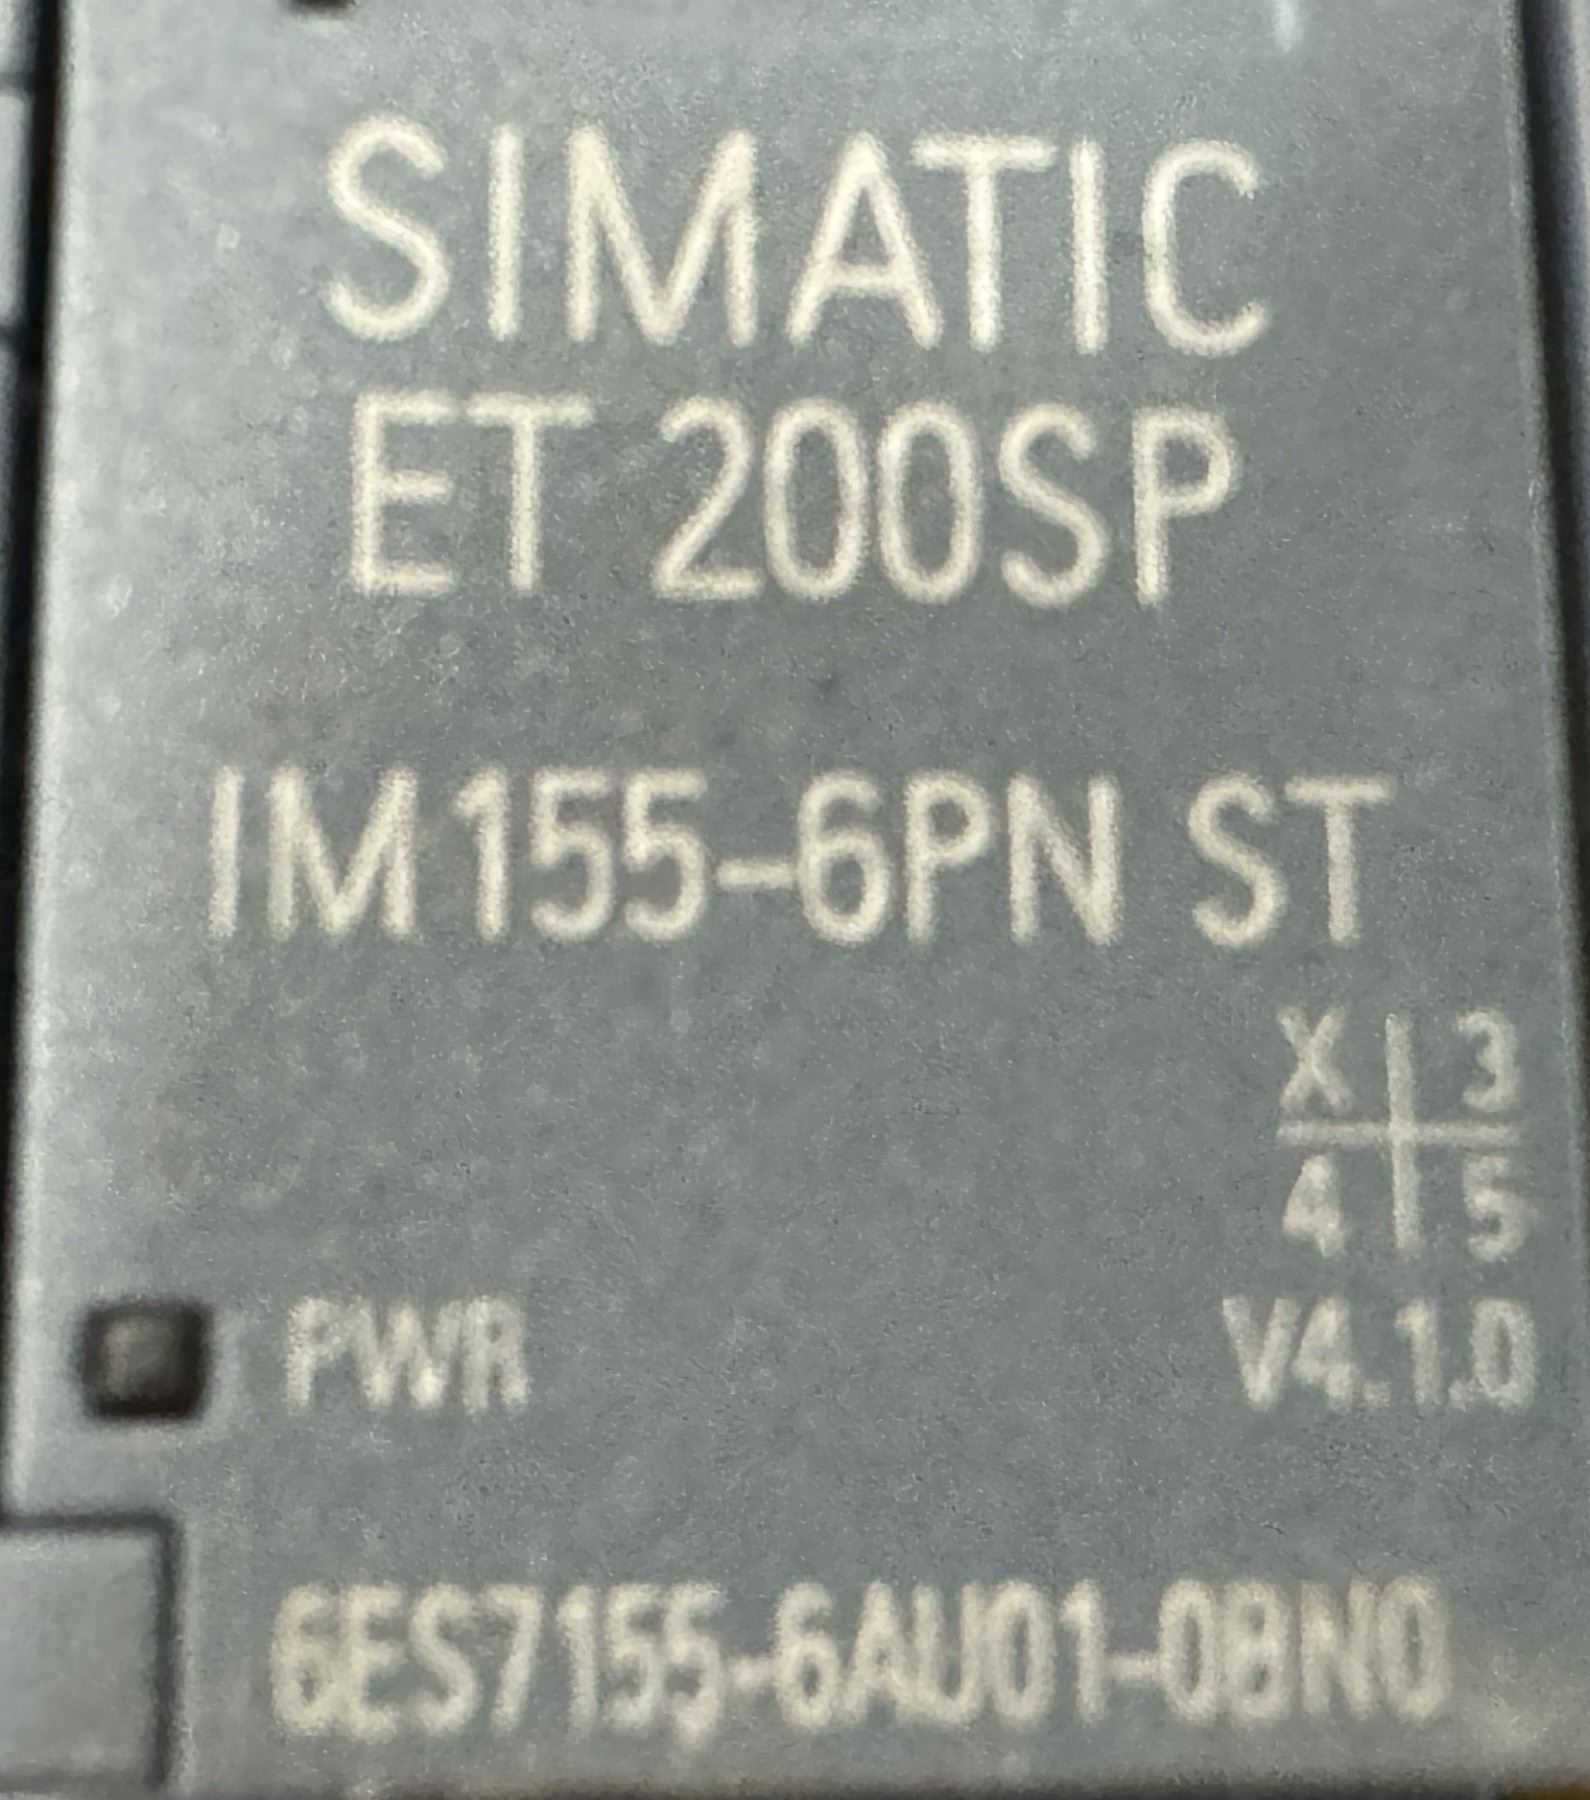 SIMATIC
ET 200SP
IM 155-6PN ST
X 3
4 5
PWR V4.1.0
6ES7155-6AU01-0BN0